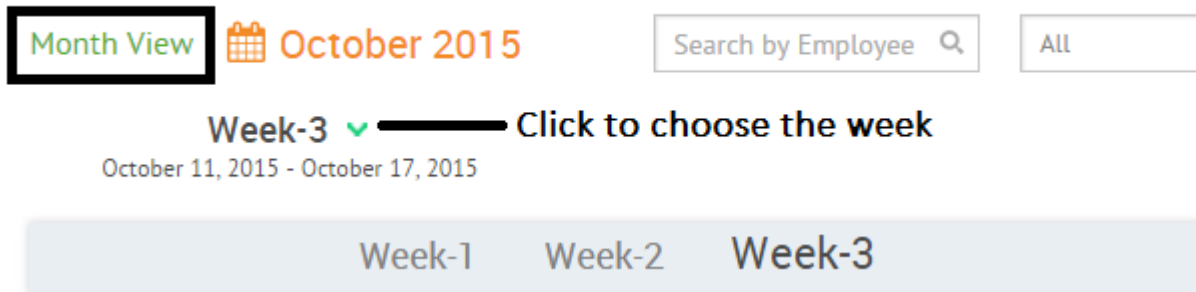 Month View October 2015 Search by Employee All
Week-3 Click to choose the week
October 11, 2015 - October 17, 2015
Week-1 Week-2 Week-3